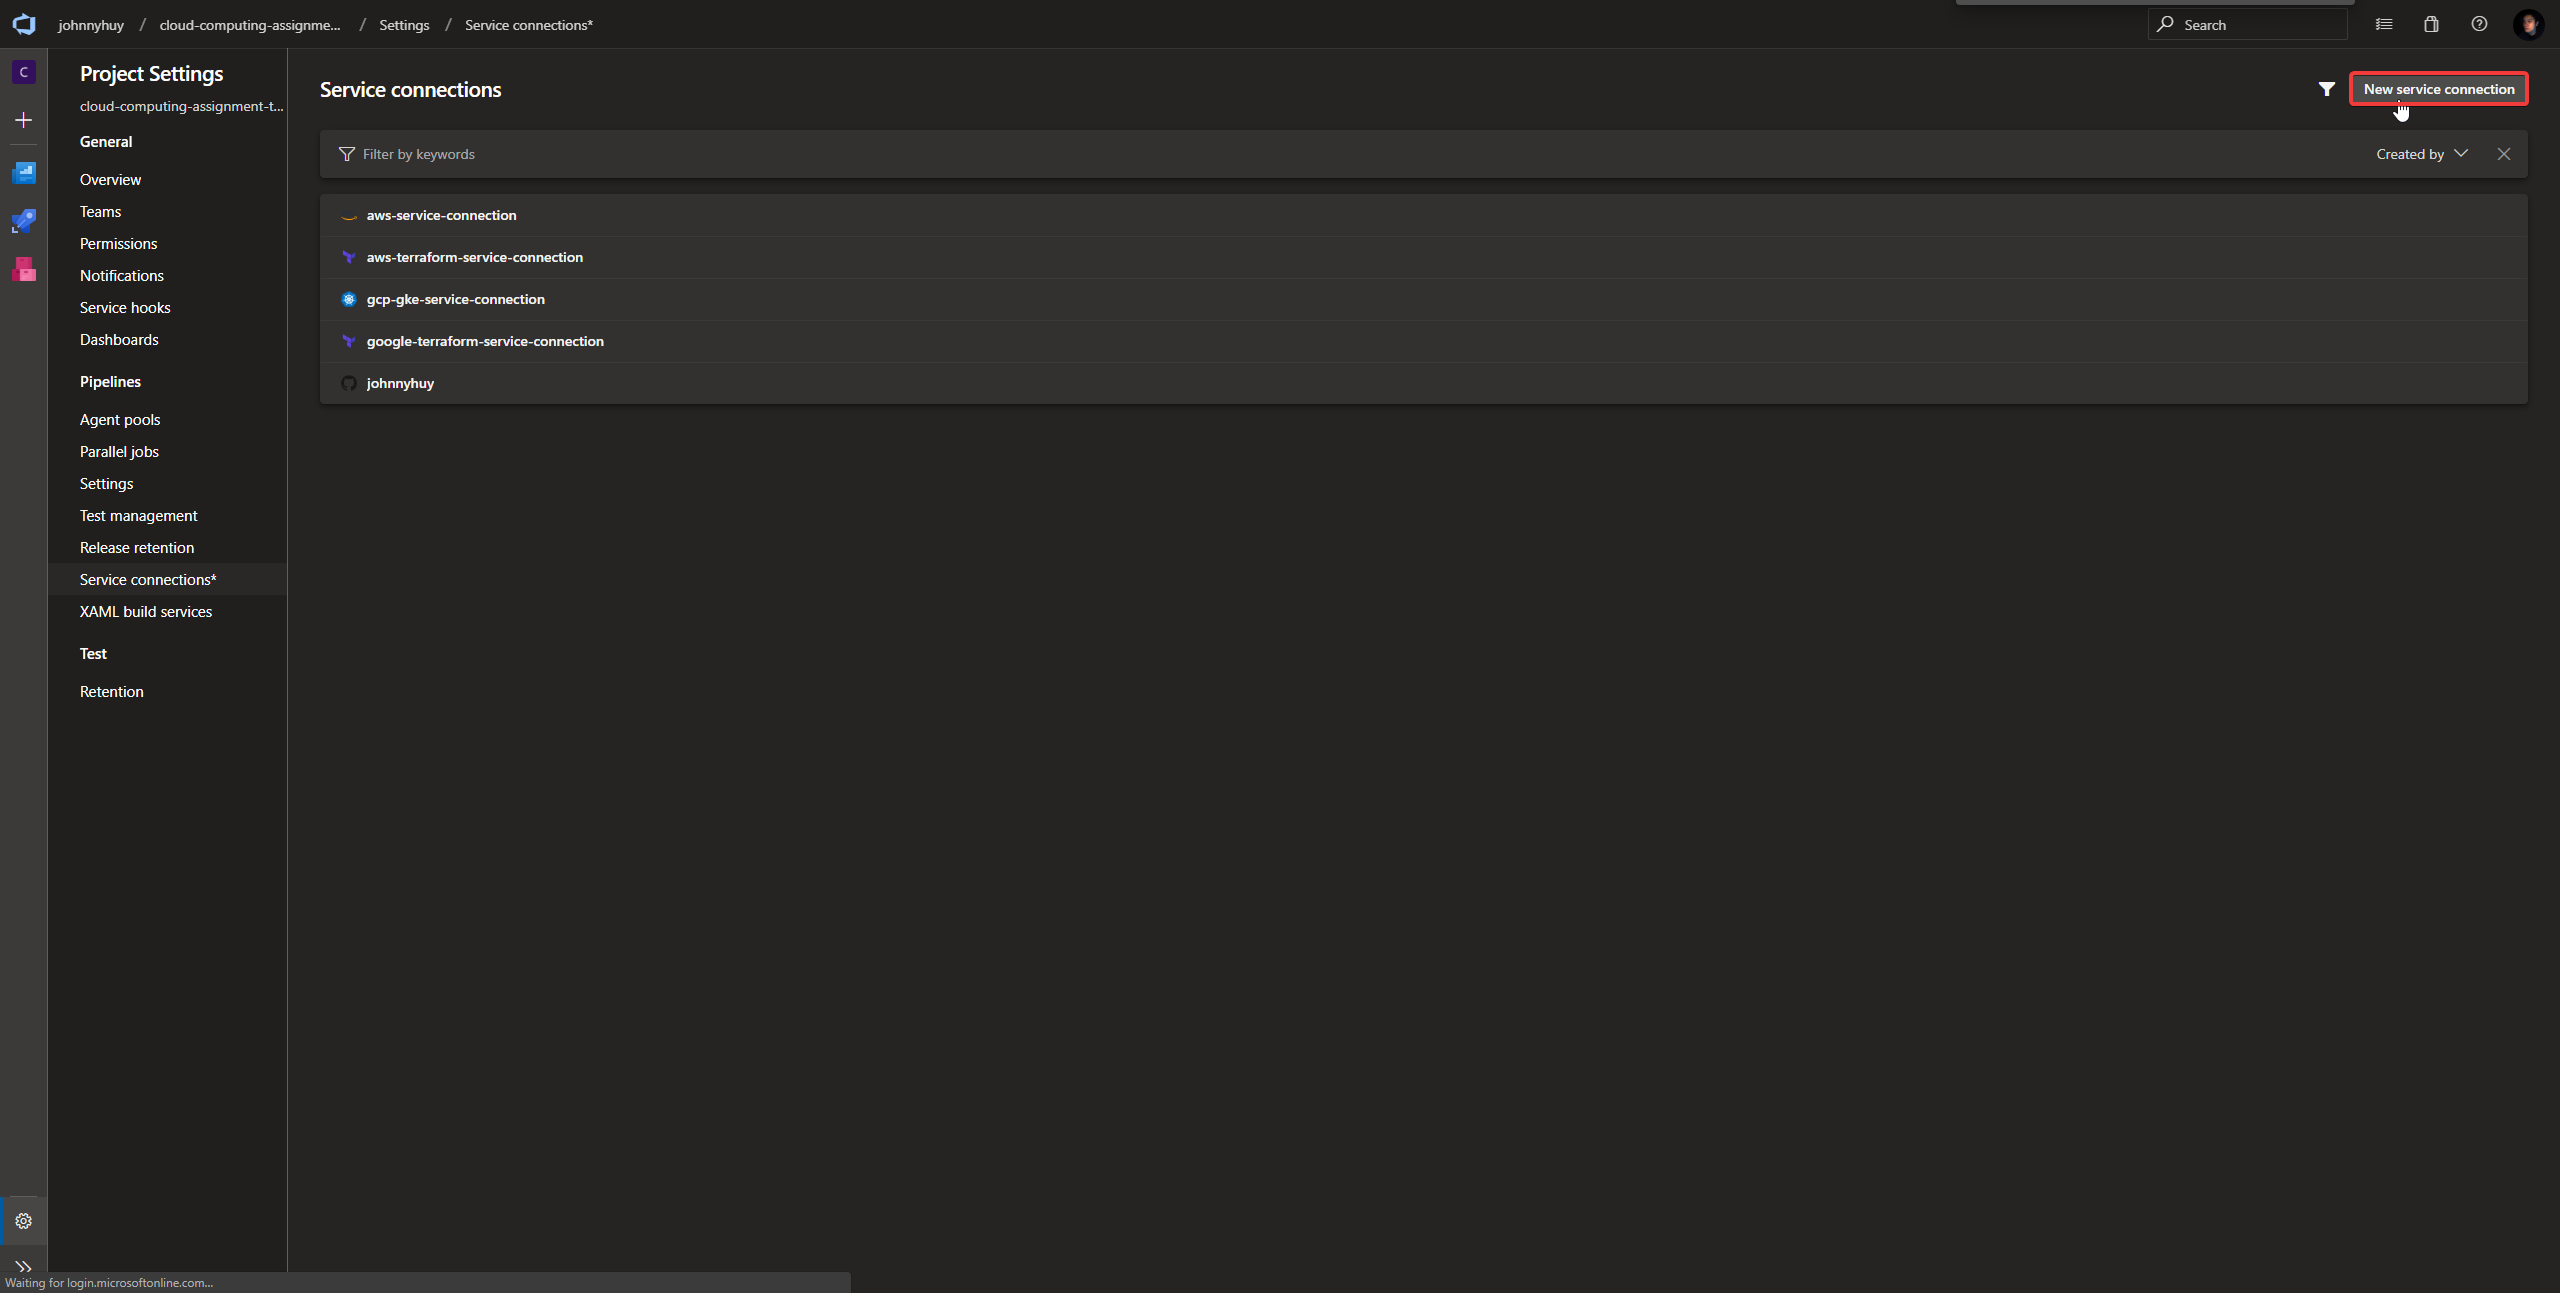 johnnyhuy / cloud-computing-assignme... / Settings / Service connections*
Search
C
Project Settings
cloud-computing-assignment-t...
General
Overview
Teams
Permissions
Notifications
Service hooks
Dashboards
Pipelines
Agent pools
Parallel jobs
Settings
Test management
Release retention
Service connections*
XAML build services
Test
Retention
Service connections
New service connection
Filter by keywords
Created by
aws-service-connection
aws-terraform-service-connection
gcp-gke-service-connection
google-terraform-service-connection
johnnyhuy
Waiting for login.microsoftonline.com...